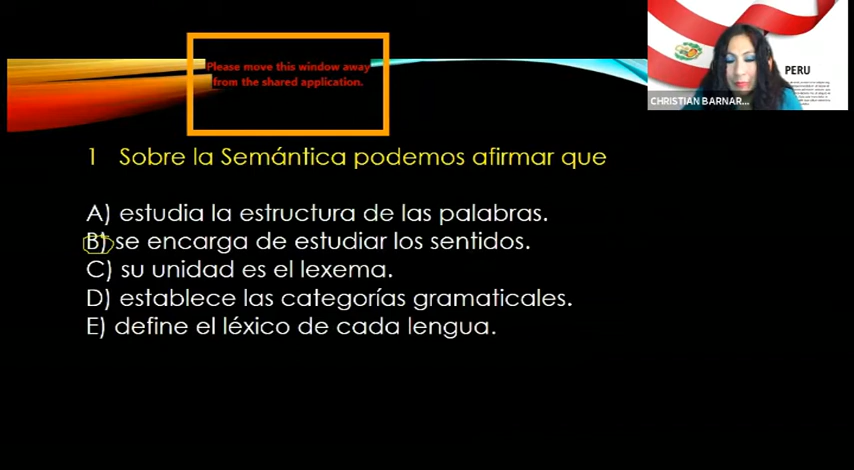 Please move this window away
from the shared application.
PERU
CHRISTIAN BARNAR...
1 Sobre la Semántica podemos afirmar que
A) estudia la estructura de las palabras.
B) se encarga de estudiar los sentidos.
C) su unidad es el lexema.
D) establece las categorías gramaticales.
E) define el léxico de cada lengua.